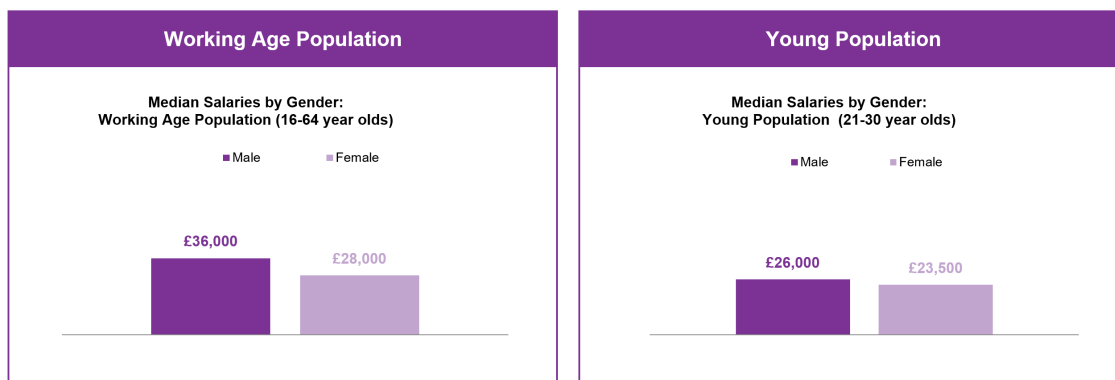 Working Age Population
Median Salaries by Gender:
Working Age Population (16-64 year olds)
Male
Female
£36,000
£28,000
Young Population
Median Salaries by Gender:
Young Population (21-30 year olds)
Male
Female
£26,000
£23,500